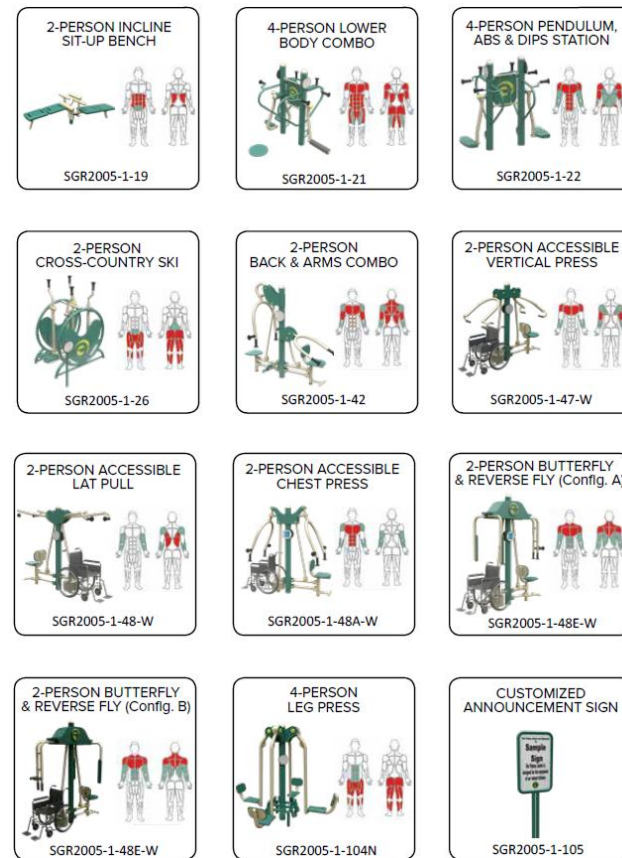 2-PERSON INCLINE
SIT-UP BENCH
SGR2005-1-19
4-PERSON LOWER
BODY COMBO
SGR2005-1-21
4-PERSON PENDULUM,
ABS & DIPS STATION
SGR2005-1-22
2-PERSON
CROSS-COUNTRY SKI
SGR2005-1-26
2-PERSON
BACK & ARMS COMBO
SGR2005-1-42
2-PERSON ACCESSIBLE
VERTICAL PRESS
SGR2005-1-47-W
2-PERSON ACCESSIBLE
LAT PULL
SGR2005-1-48-W
2-PERSON ACCESSIBLE
CHEST PRESS
SGR2005-1-48A-W
2-PERSON BUTTERFLY
& REVERSE FLY (Config. A)
SGR2005-1-48E-W
2-PERSON BUTTERFLY
& REVERSE FLY (Config. B)
SGR2005-1-48E-W
4-PERSON
LEG PRESS
SGR2005-1-104N
CUSTOMIZED
ANNOUNCEMENT SIGN
Sample
Sign
SGR2005-1-105